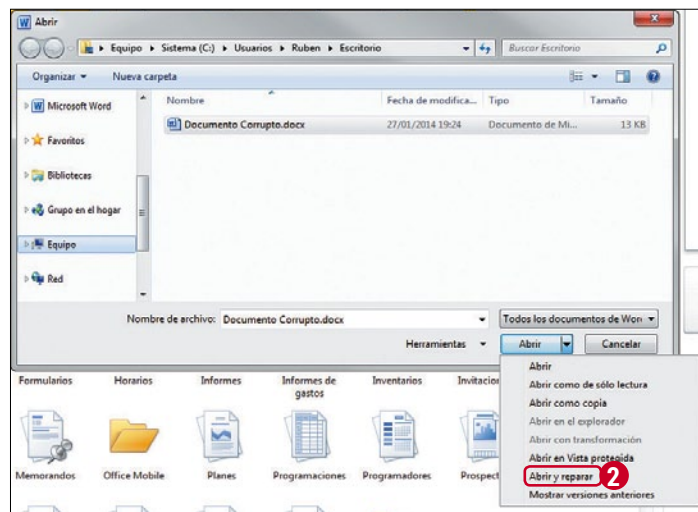 Abrir
Equipo Sistema (C:) Usuarios Ruben Escritorio Buscar Escritorio
Organizar Nueva carpeta
Nombre Fecha de modifica... Tipo Tamaño
Microsoft Word
Documento Corrupto.docx 27/01/2014 19:24 Documento de Mi... 13 KB
Favoritos
Bibliotecas
Grupo en el hogar
Equipo
Red
Nombre de archivo: Documento Corrupto.docx Todos los documentos de Wor
Herramientas Abrir Cancelar
Abrir
Abrir como de sólo lectura
Abrir como copia
Abrir en el explorador
Abrir con transformación
Abrir en Vista protegida
Abrir y reparar 2
Mostrar versiones anteriores
Formularios Horarios Informes Informes de gastos Inventarios Invitacion
Memorandos Office Mobile Planes Programaciones Programadores Prospect